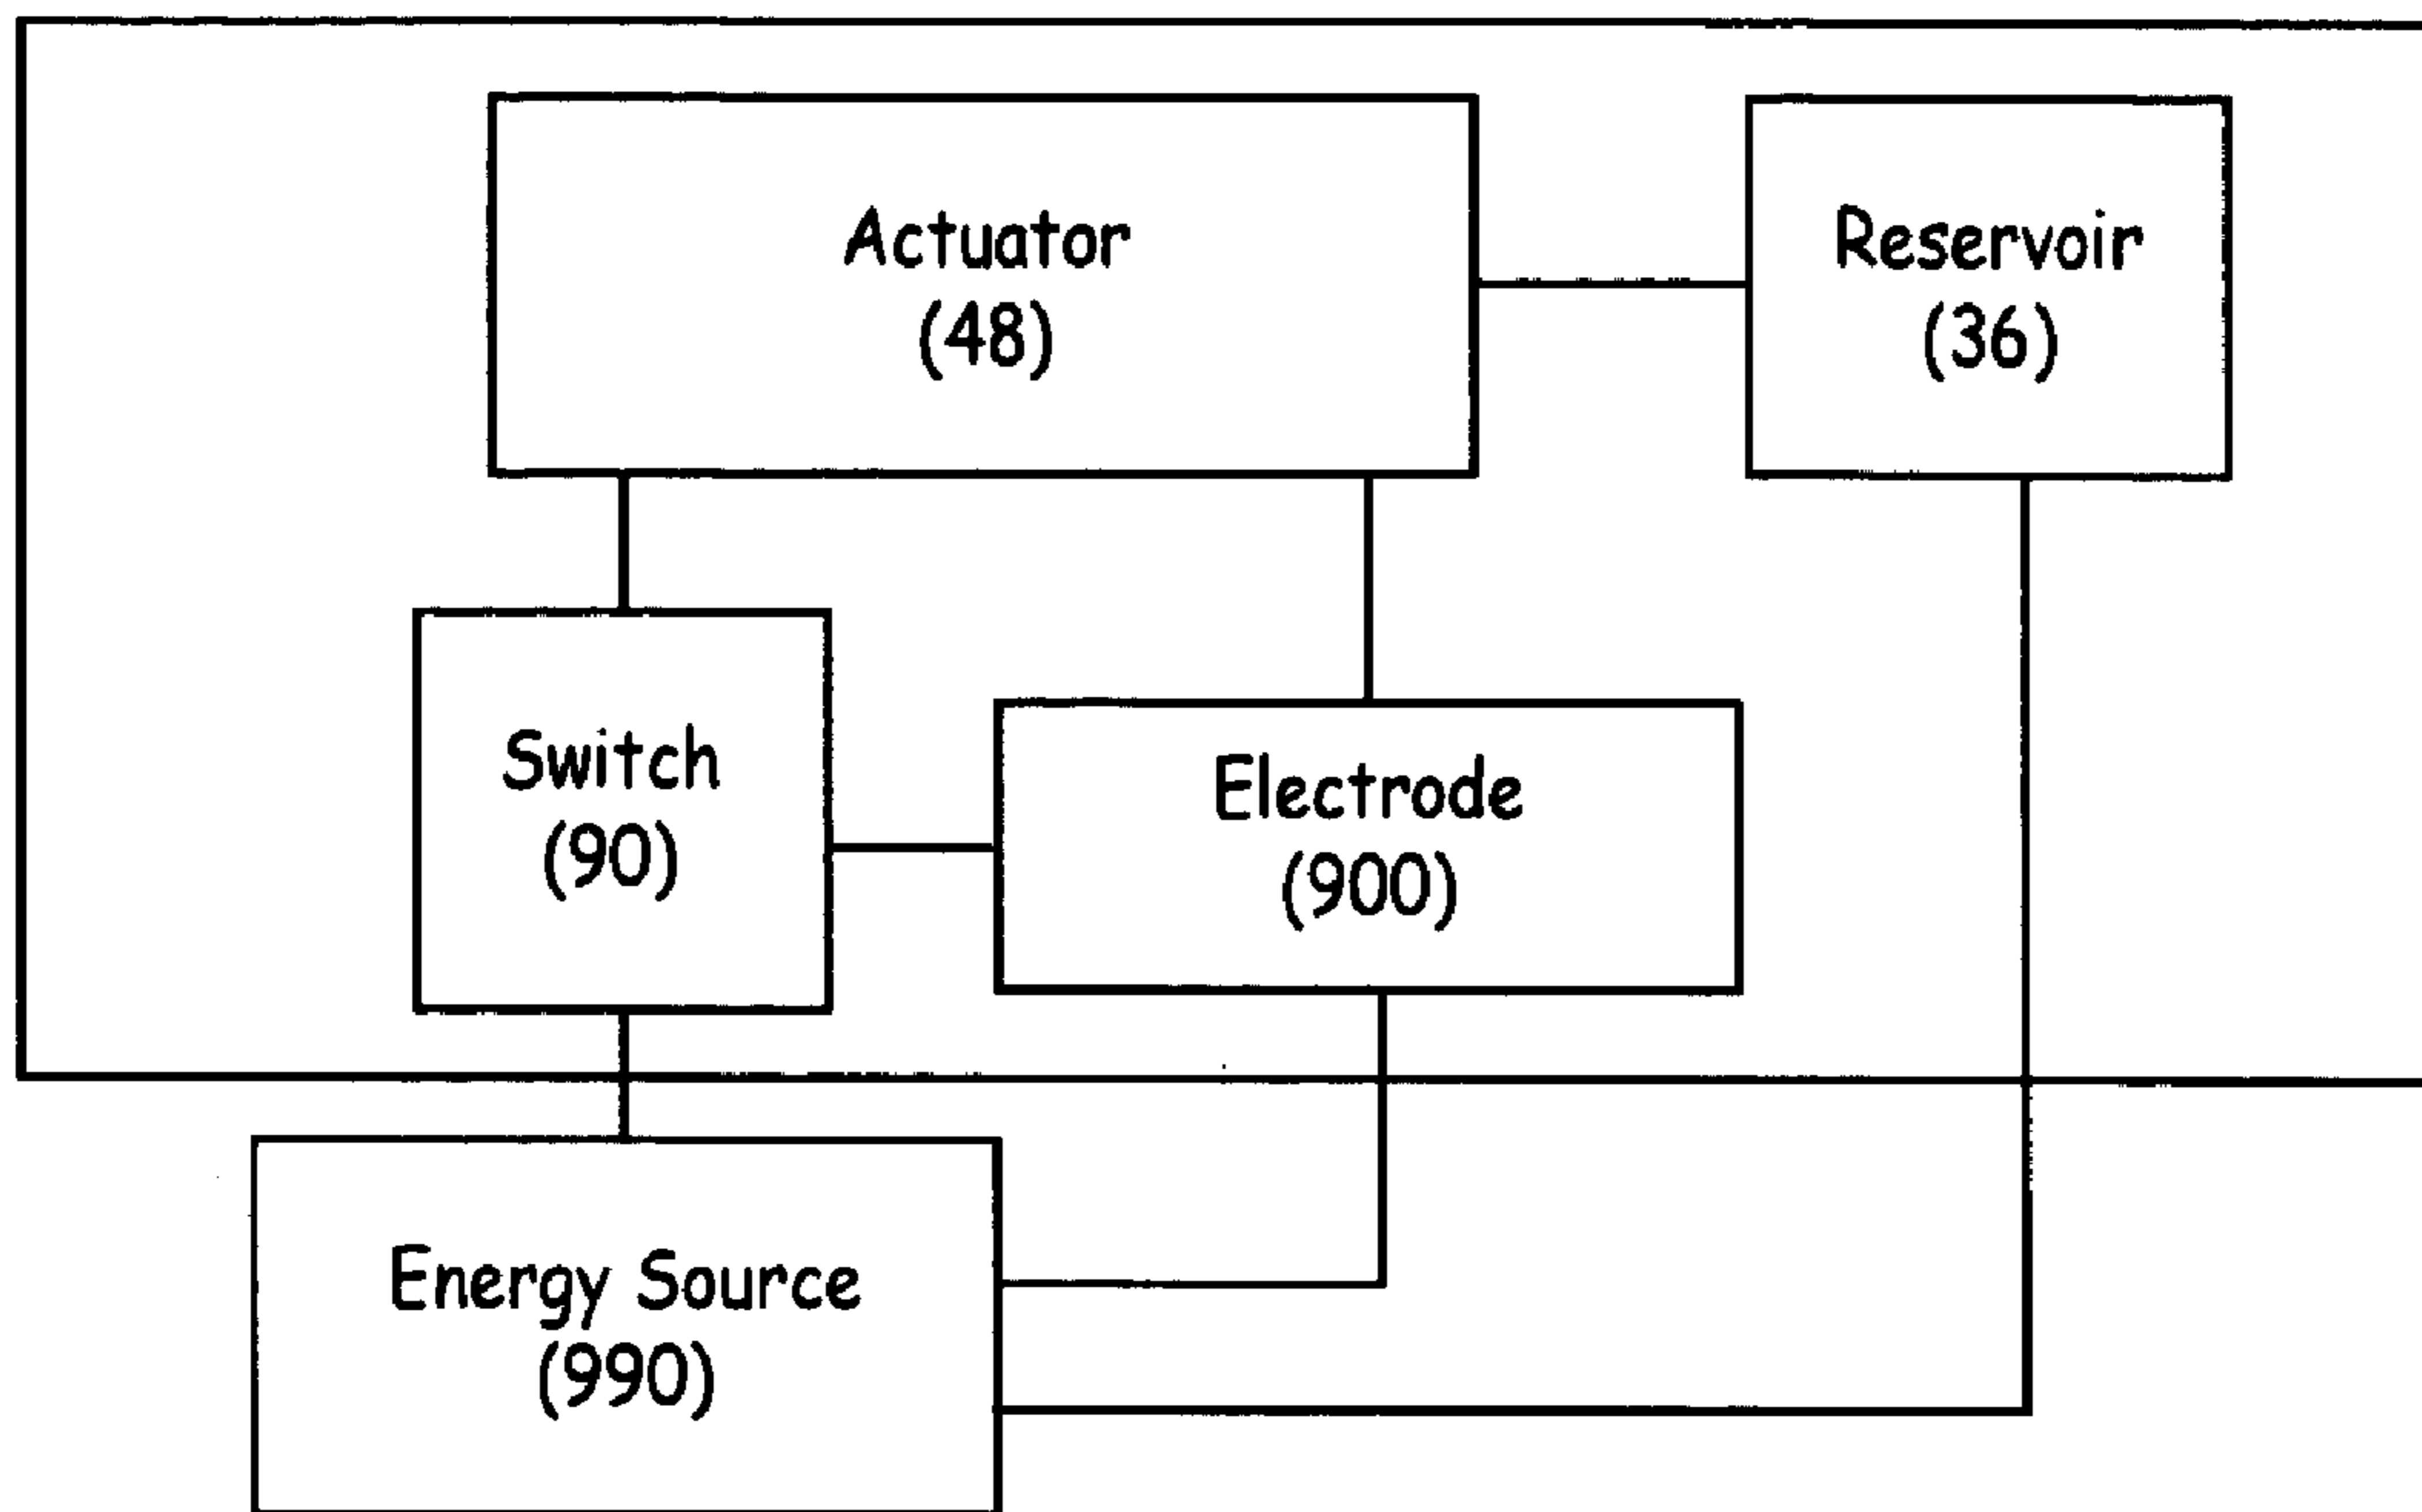 Actuator
(48)
Reservoir
(36)
Switch
(90)
Electrode
(900)
Energy Source
(990)